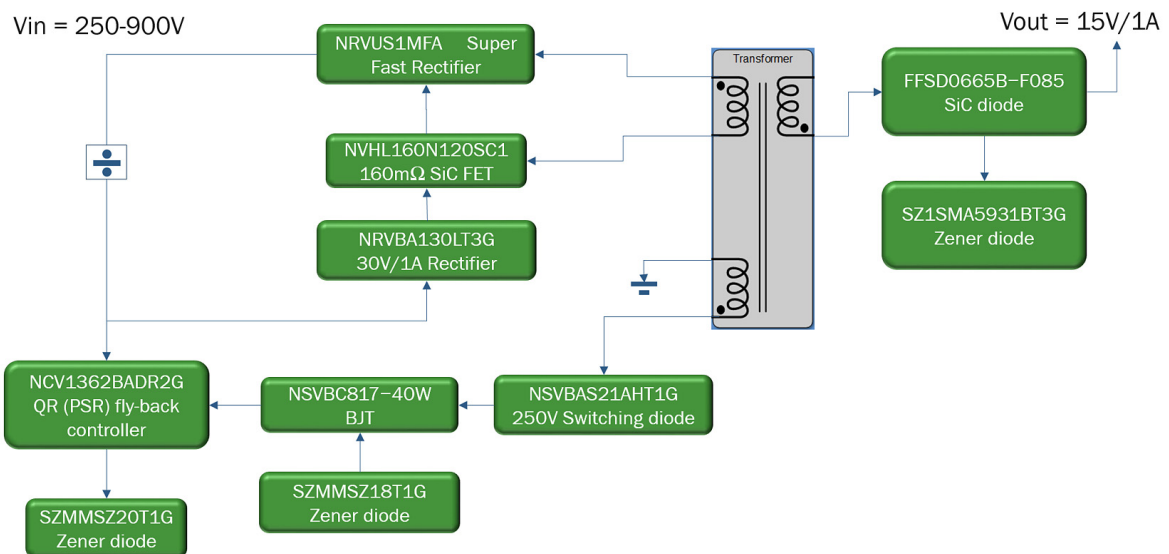 Vin = 250-900V
Vout = 15V/1A
NRVUS1MFA Super
Fast Rectifier
Transformer
FFSD0665B–F085
SiC diode
NVHL160N120SC1
160mΩ SiC FET
SZ1SMA5931BT3G
Zener diode
NRVBA130LT3G
30V/1A Rectifier
NCV1362BADR2G
QR (PSR) fly-back
controller
NSVBC817–40W
BJT
NSVBAS21AHT1G
250V Switching diode
SZMMSZ18T1G
Zener diode
SZMMSZ20T1G
Zener diode